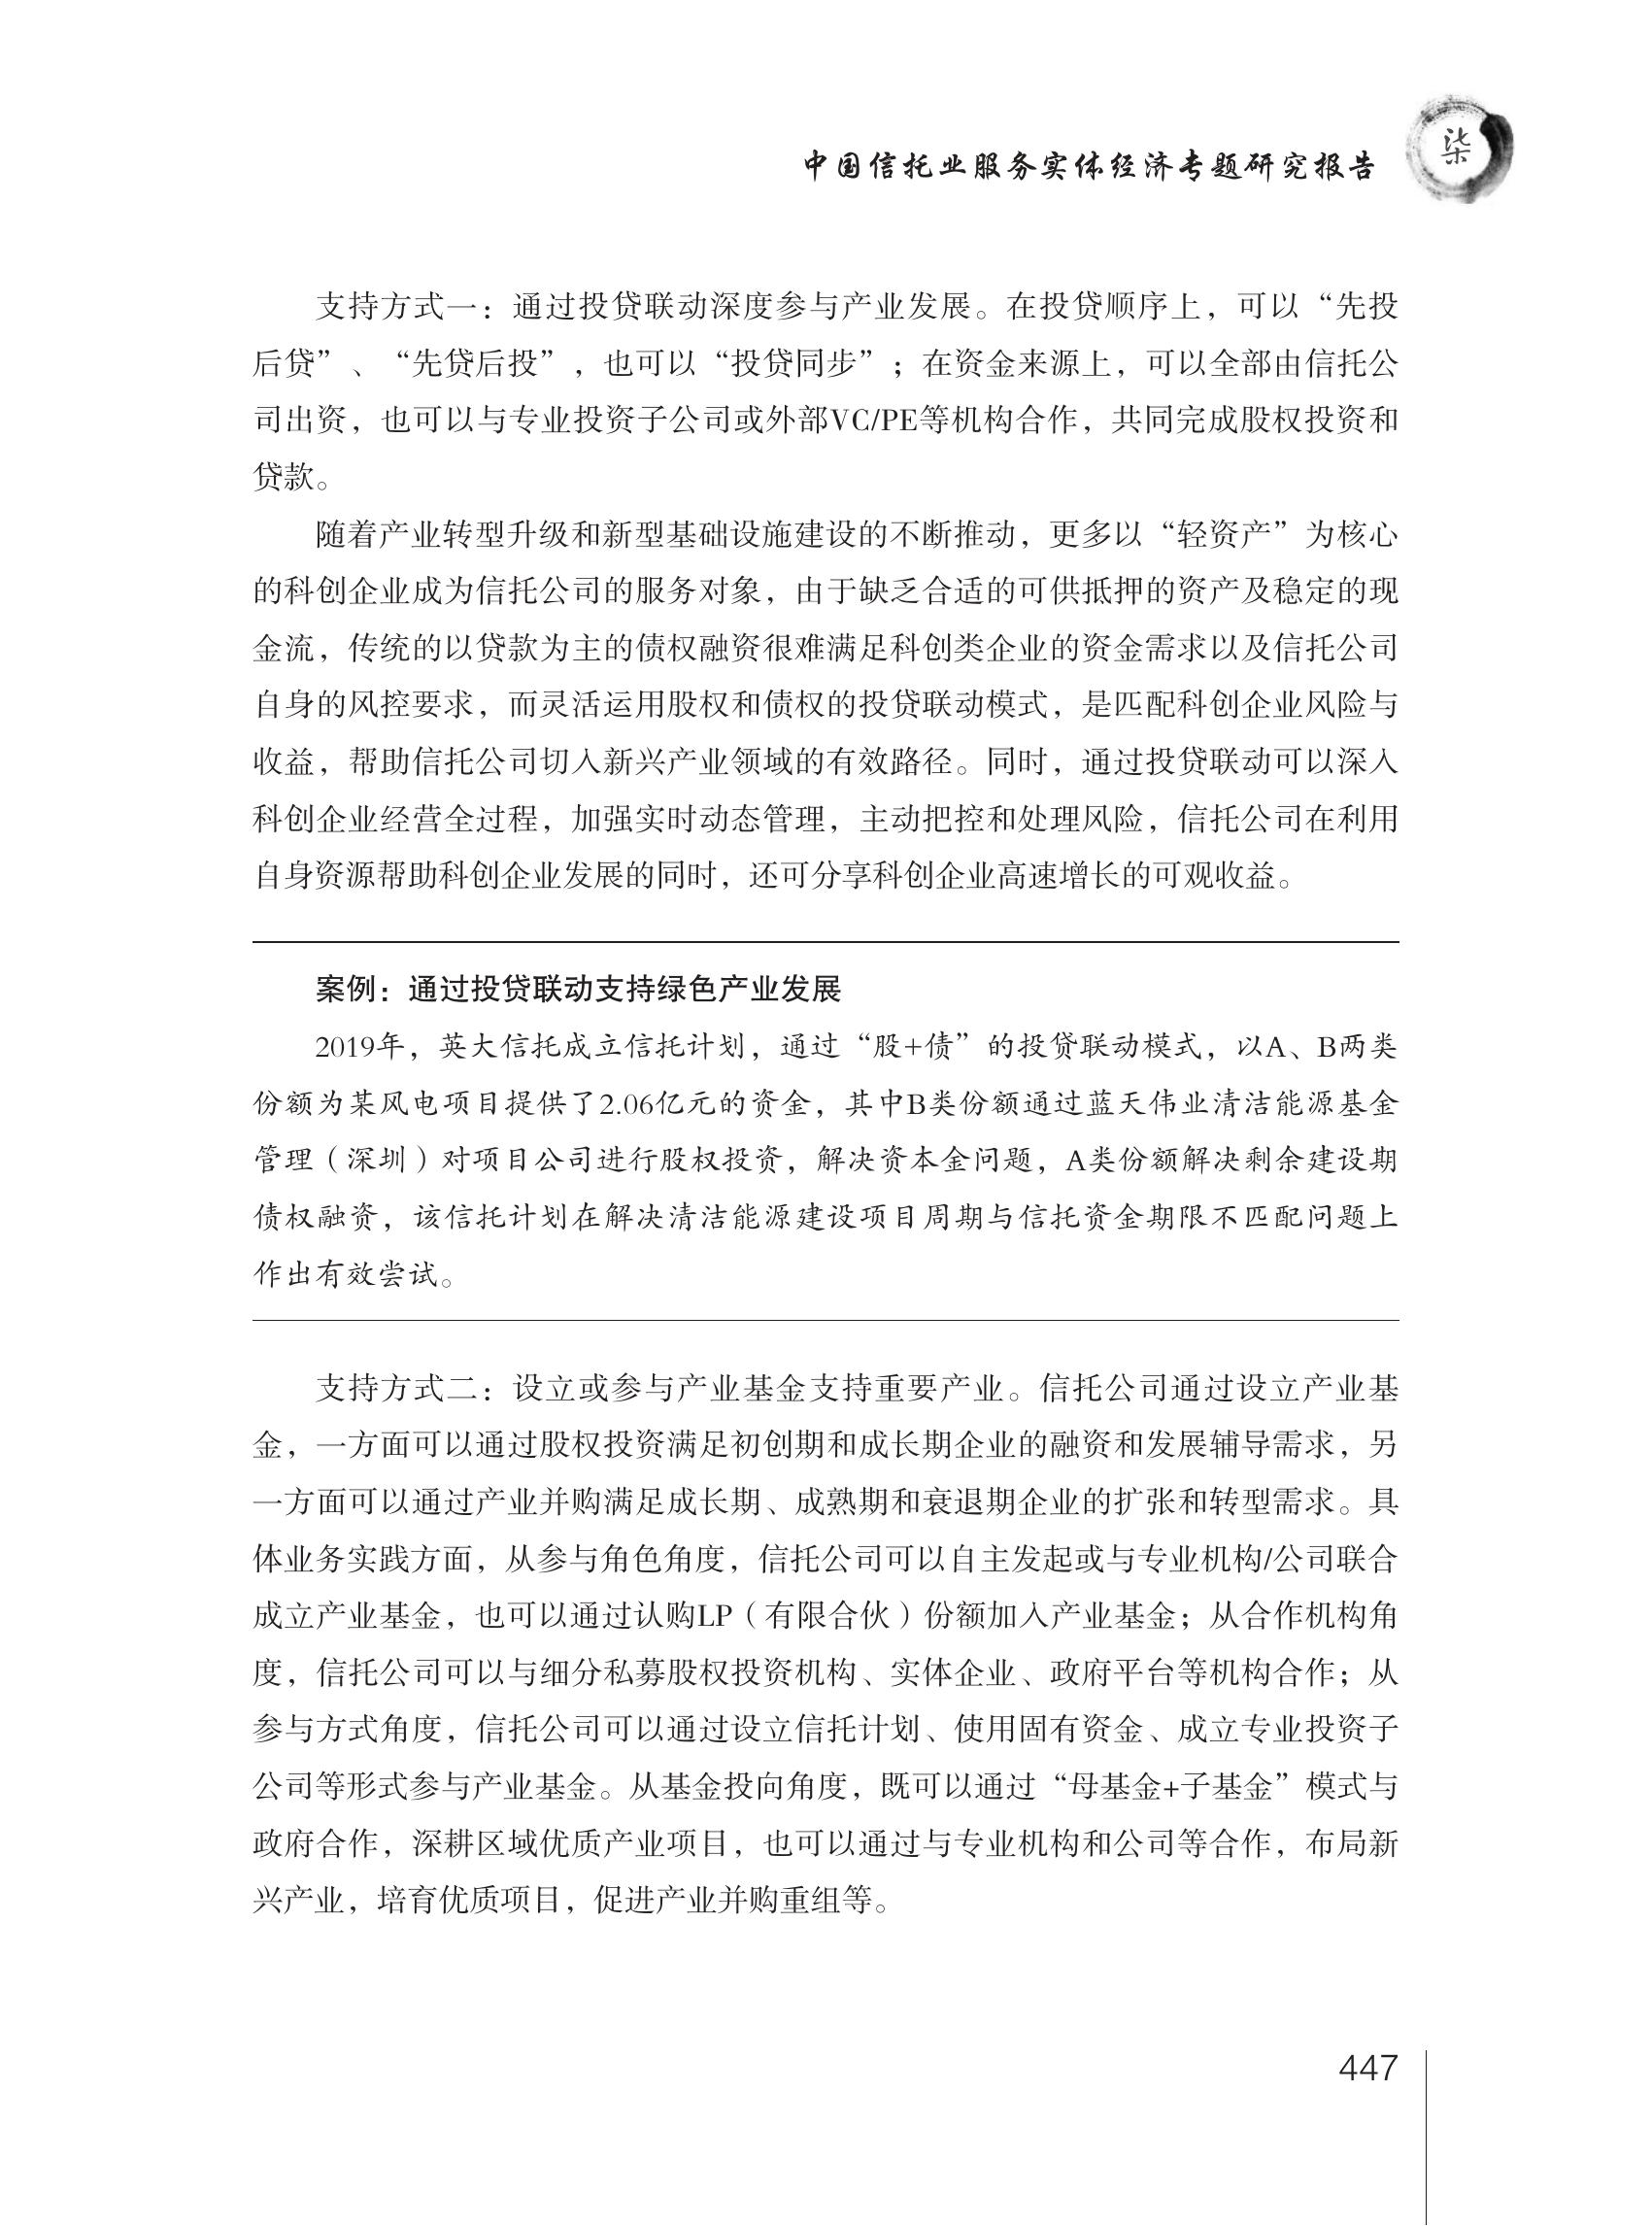 中国信托业服务实体经济专题研究报告
柒
支持方式一：通过投贷联动深度参与产业发展。在投贷顺序上，可以“先投
后贷”、“先贷后投”，也可以“投贷同步”；在资金来源上，可以全部由信托公
司出资，也可以与专业投资子公司或外部VC/PE等机构合作，共同完成股权投资和
贷款。
随着产业转型升级和新型基础设施建设的不断推动，更多以“轻资产”为核心
的科创企业成为信托公司的服务对象，由于缺乏合适的可供抵押的资产及稳定的现
金流，传统的以贷款为主的债权融资很难满足科创类企业的资金需求以及信托公司
自身的风控要求，而灵活运用股权和债权的投贷联动模式，是匹配科创企业风险与
收益，帮助信托公司切入新兴产业领域的有效路径。同时，通过投贷联动可以深入
科创企业经营全过程，加强实时动态管理，主动把控和处理风险，信托公司在利用
自身资源帮助科创企业发展的同时，还可分享科创企业高速增长的可观收益。
案例：通过投贷联动支持绿色产业发展
2019年，英大信托成立信托计划，通过“股+债”的投贷联动模式，以A、B两类
份额为某风电项目提供了2.06亿元的资金，其中B类份额通过蓝天伟业清洁能源基金
管理（深圳）对项目公司进行股权投资，解决资本金问题，A类份额解决剩余建设期
债权融资，该信托计划在解决清洁能源建设项目周期与信托资金期限不匹配问题上
作出有效尝试。
支持方式二：设立或参与产业基金支持重要产业。信托公司通过设立产业基
金，一方面可以通过股权投资满足初创期和成长期企业的融资和发展辅导需求，另
一方面可以通过产业并购满足成长期、成熟期和衰退期企业的扩张和转型需求。具
体业务实践方面，从参与角色角度，信托公司可以自主发起或与专业机构/公司联合
成立产业基金，也可以通过认购LP（有限合伙）份额加入产业基金；从合作机构角
度，信托公司可以与细分私募股权投资机构、实体企业、政府平台等机构合作；从
参与方式角度，信托公司可以通过设立信托计划、使用固有资金、成立专业投资子
公司等形式参与产业基金。从基金投向角度，既可以通过“母基金+子基金”模式与
政府合作，深耕区域优质产业项目，也可以通过与专业机构和公司等合作，布局新
兴产业，培育优质项目，促进产业并购重组等。
447